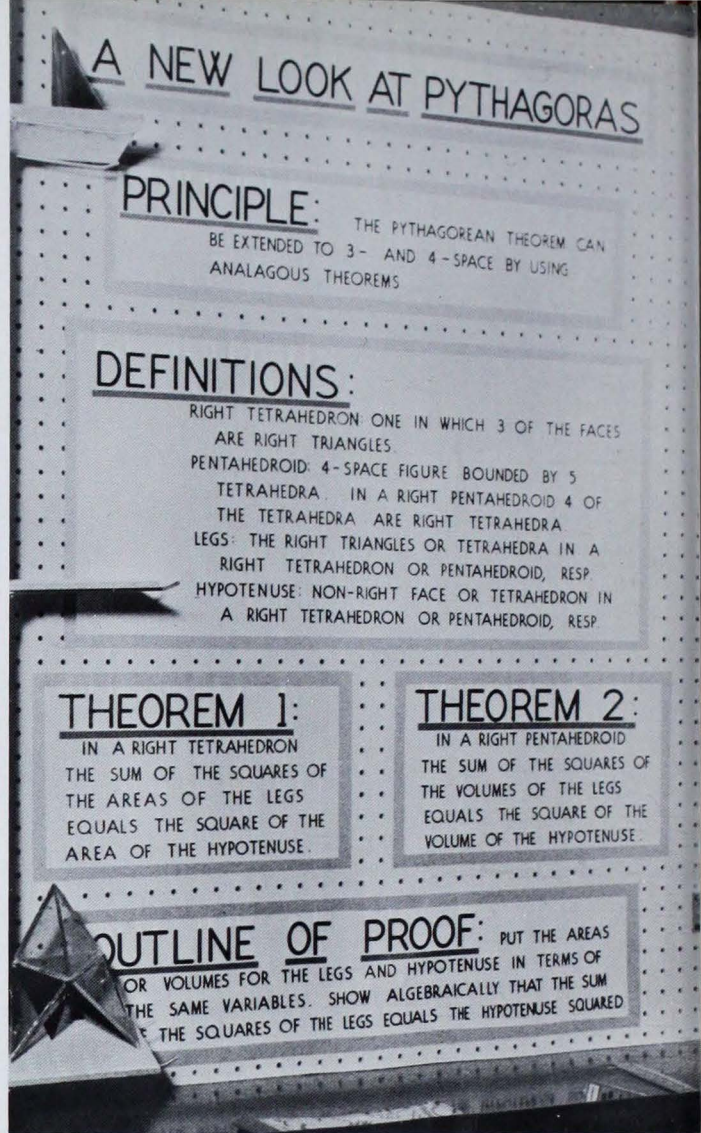 A NEW LOOK AT PYTHAGORAS
PRINCIPLE: THE PYTHAGOREAN THEOREM CAN
BE EXTENDED TO 3- AND 4-SPACE BY USING
ANALAGOUS THEOREMS
DEFINITIONS:
RIGHT TETRAHEDRON: ONE IN WHICH 3 OF THE FACES
ARE RIGHT TRIANGLES.
PENTAHEDROID: 4-SPACE FIGURE BOUNDED BY 5
TETRAHEDRA. IN A RIGHT PENTAHEDROID 4 OF
THE TETRAHEDRA ARE RIGHT TETRAHEDRA
LEGS: THE RIGHT TRIANGLES OR TETRAHEDRA IN A
RIGHT TETRAHEDRON OR PENTAHEDROID, RESP.
HYPOTENUSE: NON-RIGHT FACE OR TETRAHEDRON IN
A RIGHT TETRAHEDRON OR PENTAHEDROID, RESP.
THEOREM 1:
IN A RIGHT TETRAHEDRON
THE SUM OF THE SQUARES OF
THE AREAS OF THE LEGS
EQUALS THE SQUARE OF THE
AREA OF THE HYPOTENUSE.
THEOREM 2:
IN A RIGHT PENTAHEDROID
THE SUM OF THE SQUARES OF
THE VOLUMES OF THE LEGS
EQUALS THE SQUARE OF THE
VOLUME OF THE HYPOTENUSE.
OUTLINE OF PROOF: PUT THE AREAS
OR VOLUMES FOR THE LEGS AND HYPOTENUSE IN TERMS OF
THE SAME VARIABLES. SHOW ALGEBRAICALLY THAT THE SUM
THE SQUARES OF THE LEGS EQUALS THE HYPOTENUSE SQUARED